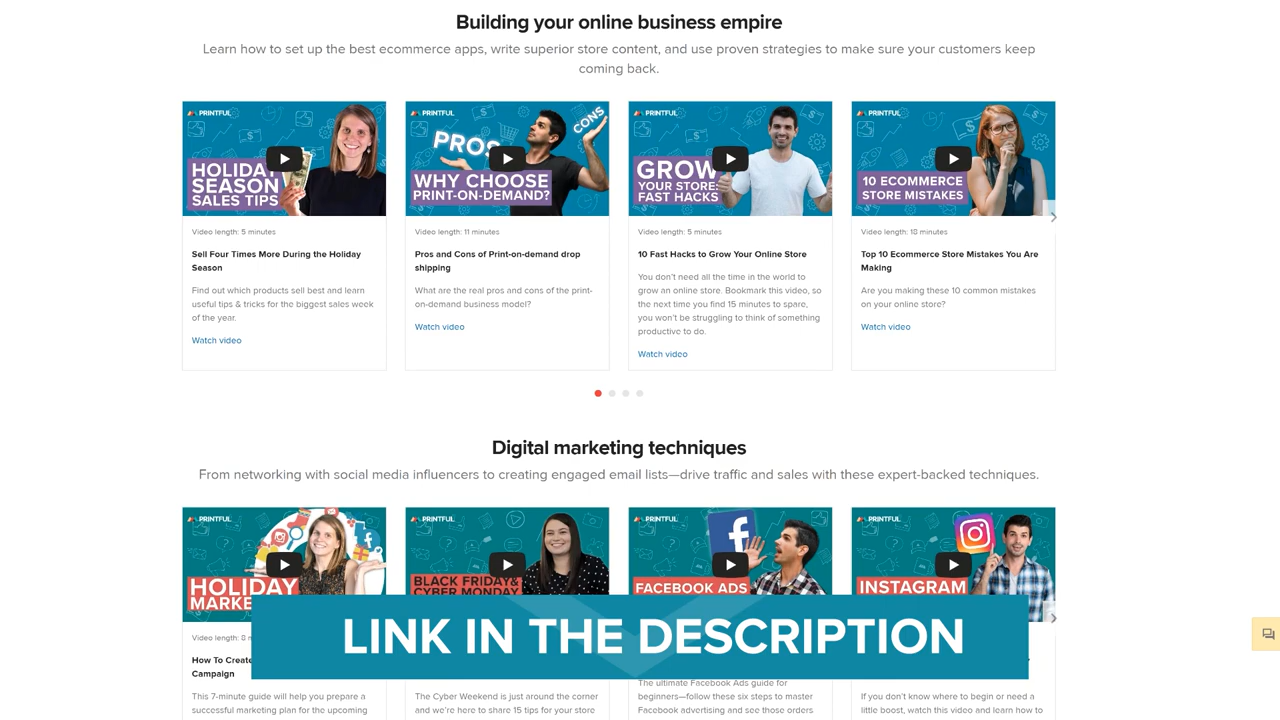 Building your online business empire
Learn how to set up the best ecommerce apps, write superior store content, and use proven strategies to make sure your customers keep
coming back.
PRINTFUL
HOLIDAY
SEASON
SALES TIPS
Video length: 5 minutes
Sell Four Times More During the Holiday
Season
Find out which products sell best and learn
useful tips & tricks for the biggest sales week
of the year.
Watch video
PRINTFUL
PROS
CONS
WHY CHOOSE
PRINT-ON-DEMAND?
Video length: 11 minutes
Pros and Cons of Print-on-demand drop
shipping
What are the real pros and cons of the print-
on-demand business model?
Watch video
PRINTFUL
GROW
YOUR STORE:
FAST HACKS
Video length: 5 minutes
10 Fast Hacks to Grow Your Online Store
You don't need all the time in the world to
grow an online store. Bookmark this video, so
the next time you find 15 minutes to spare,
you won't be struggling to think of something
productive to do.
Watch video
PRINTFUL
10 ECOMMERCE
STORE MISTAKES
Video length: 18 minutes
Top 10 Ecommerce Store Mistakes You Are
Making
Are you making these 10 common mistakes
on your online store?
Watch video
Digital marketing techniques
From networking with social media influencers to creating engaged email lists—drive traffic and sales with these expert-backed techniques.
PRINTFUL
HOLIDAY
MARKE
Video length: 8 m
How To Create
Campaign
This 7-minute guide will help you prepare a
successful marketing plan for the upcoming
PRINTFUL
BLACK FRIDAY&
CYBER MONDAY
The Cyber Weekend is just around the corner
and we're here to share 15 tips for your store
PRINTFUL
FACEBOOK ADS
The ultimate Facebook Ads guide for
beginners—follow these six steps to master
Facebook advertising and see those orders
PRINTFUL
INSTAGRAM
If you don't know where to begin or need a
little boost, watch this video and learn how to
LINK IN THE DESCRIPTION